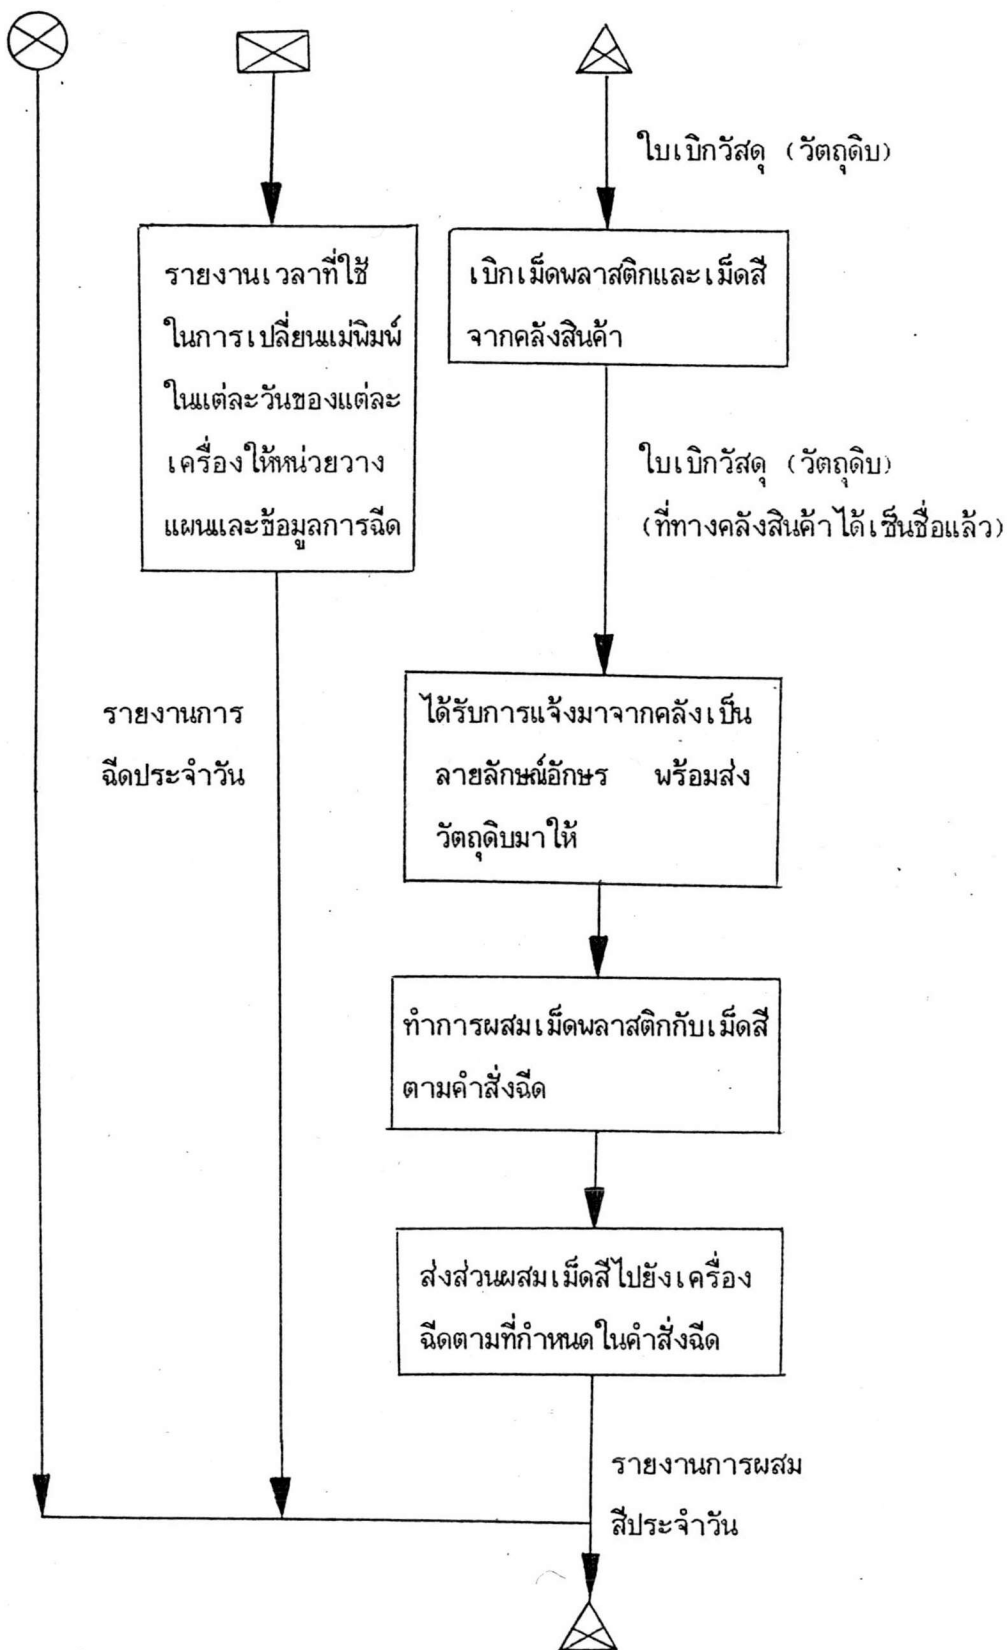 ใบเบิกวัสดุ (วัตถุดิบ)
รายงานเวลาที่ใช้
ในการเปลี่ยนแม่พิมพ์
ในแต่ละวันของแต่ละ
เครื่องให้หน่วยวาง
แผนและข้อมูลการฉีด
เบิกเม็ดพลาสติกและเม็ดสี
จากคลังสินค้า
ใบเบิกวัสดุ (วัตถุดิบ)
(ที่ทางคลังสินค้าได้เซ็นชื่อแล้ว)
รายงานการ
ฉีดประจำวัน
ได้รับการแจ้งมาจากคลังเป็น
ลายลักษณ์อักษร พร้อมส่ง
วัตถุดิบมาให้
ทำการผสมเม็ดพลาสติกกับเม็ดสี
ตามคำสั่งฉีด
ส่งส่วนผสมเม็ดสีไปยังเครื่อง
ฉีดตามที่กำหนดในคำสั่งฉีด
รายงานการผสม
สีประจำวัน